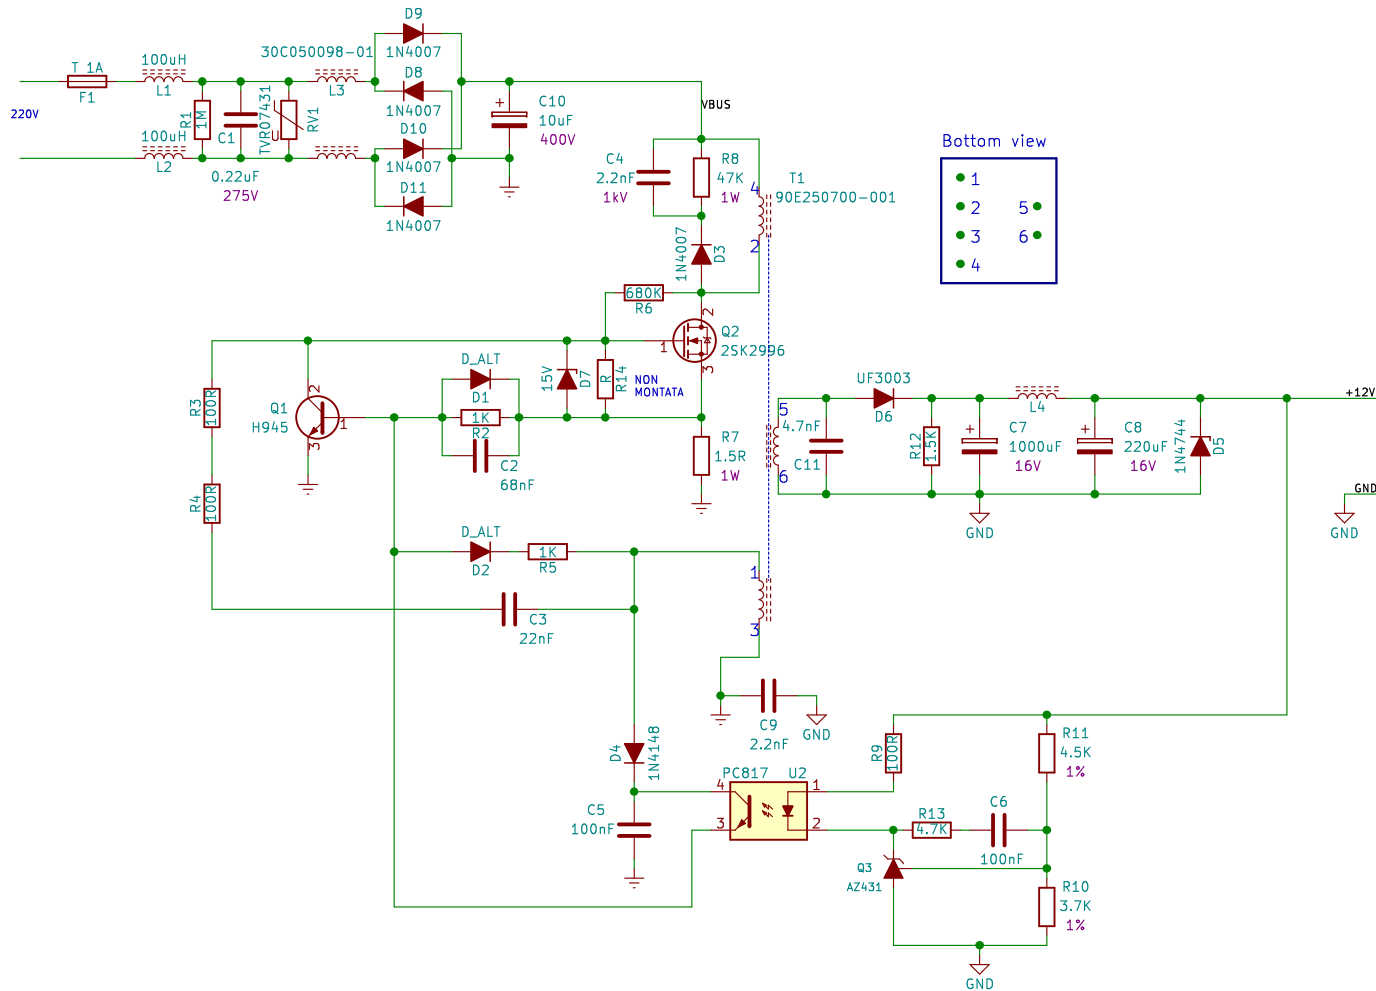 D9
30C050098-01
1N4007
100uH
T 1A
F1
L1
L3
D8
1N4007
220V
R1
1M
C1
TVR07431
U
RV1
100uH
L2
0.22uF
275V
D10
1N4007
D11
1N4007
+
C10
10uF
400V
VBUS
C4
2.2nF
1kV
R8
47K
1W
4
2
T1
90E250700-001
Bottom view
1
2
3
4
5
6
1N4007
D3
680K
R6
2
1
3
Q2
2SK2996
D_ALT
D1
1K
R2
C2
68nF
15V
D7
R
R14
NON
MONTATA
R3
100R
Q1
H945
2
1
3
R7
1.5R
1W
5
6
4.7nF
C11
UF3003
D6
R12
1.5K
+
C7
1000uF
16V
L4
+
C8
220uF
16V
1N4744
D5
+12V
GND
GND
GND
R4
100R
D_ALT
D2
1K
R5
C3
22nF
1
3
C9
2.2nF
GND
D4
1N4148
C5
100nF
PC817
U2
4
3
1
2
R9
100R
R11
4.5K
1%
R13
4.7K
C6
100nF
Q3
AZ431
R10
3.7K
1%
GND